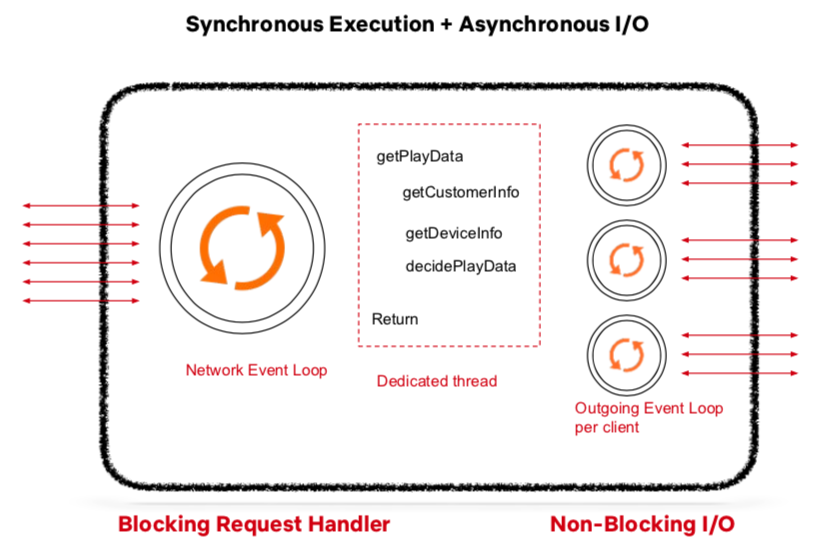 Synchronous Execution + Asynchronous I/O
getPlayData
getCustomerInfo
getDeviceInfo
decidePlayData
Return
Network Event Loop
Dedicated thread
Outgoing Event Loop
per client
Blocking Request Handler
Non-Blocking I/O